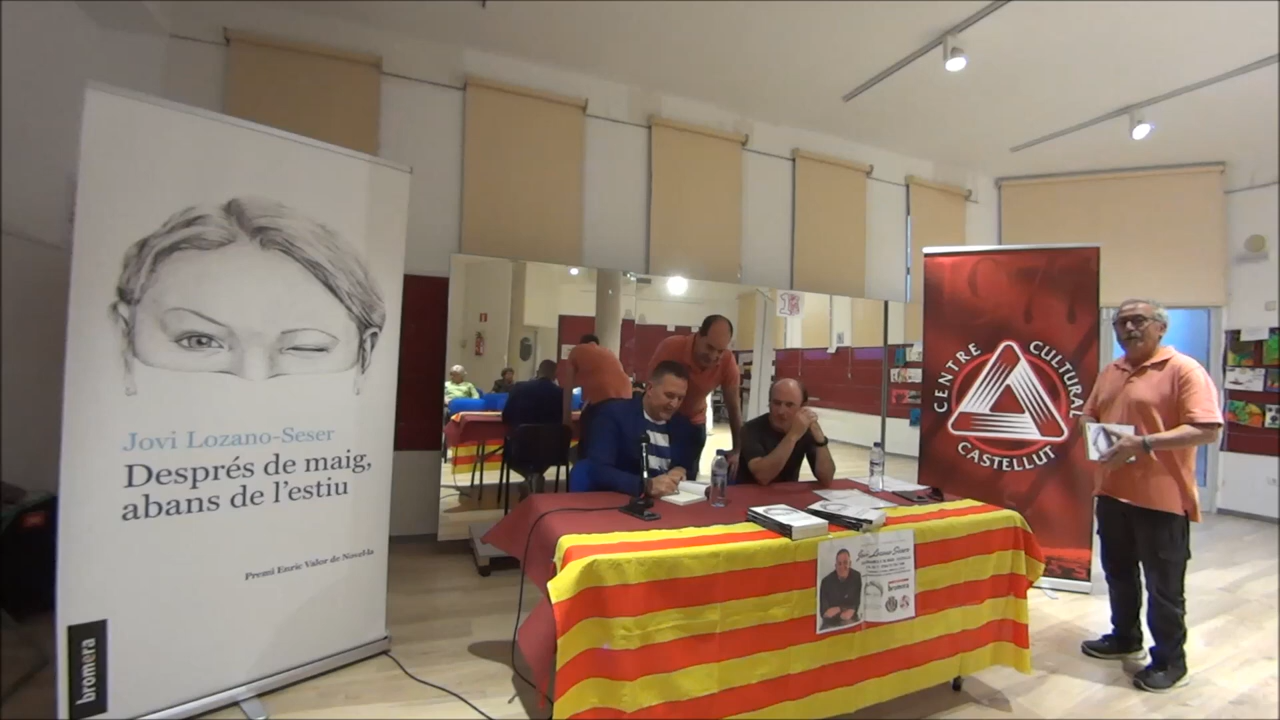 Jovi Lozano-Seser
Després de maig,
abans de l'estiu
Premi Enric Valor de Novel·la
bromera
CENTRE CULTURAL
CASTELLUT
Jovi Lozano Seser
bromera